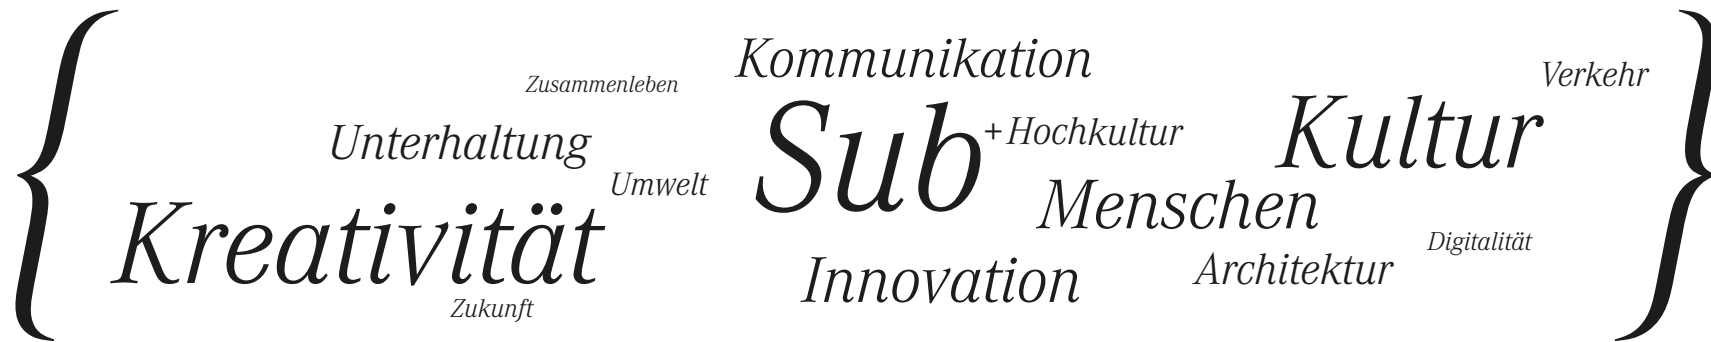 Kommunikation
Verkehr
Zusammenleben
Sub
+Hochkultur
Kultur
Unterhaltung
Umwelt
Menschen
Kreativität
Digitalität
Innovation
Architektur
Zukunft